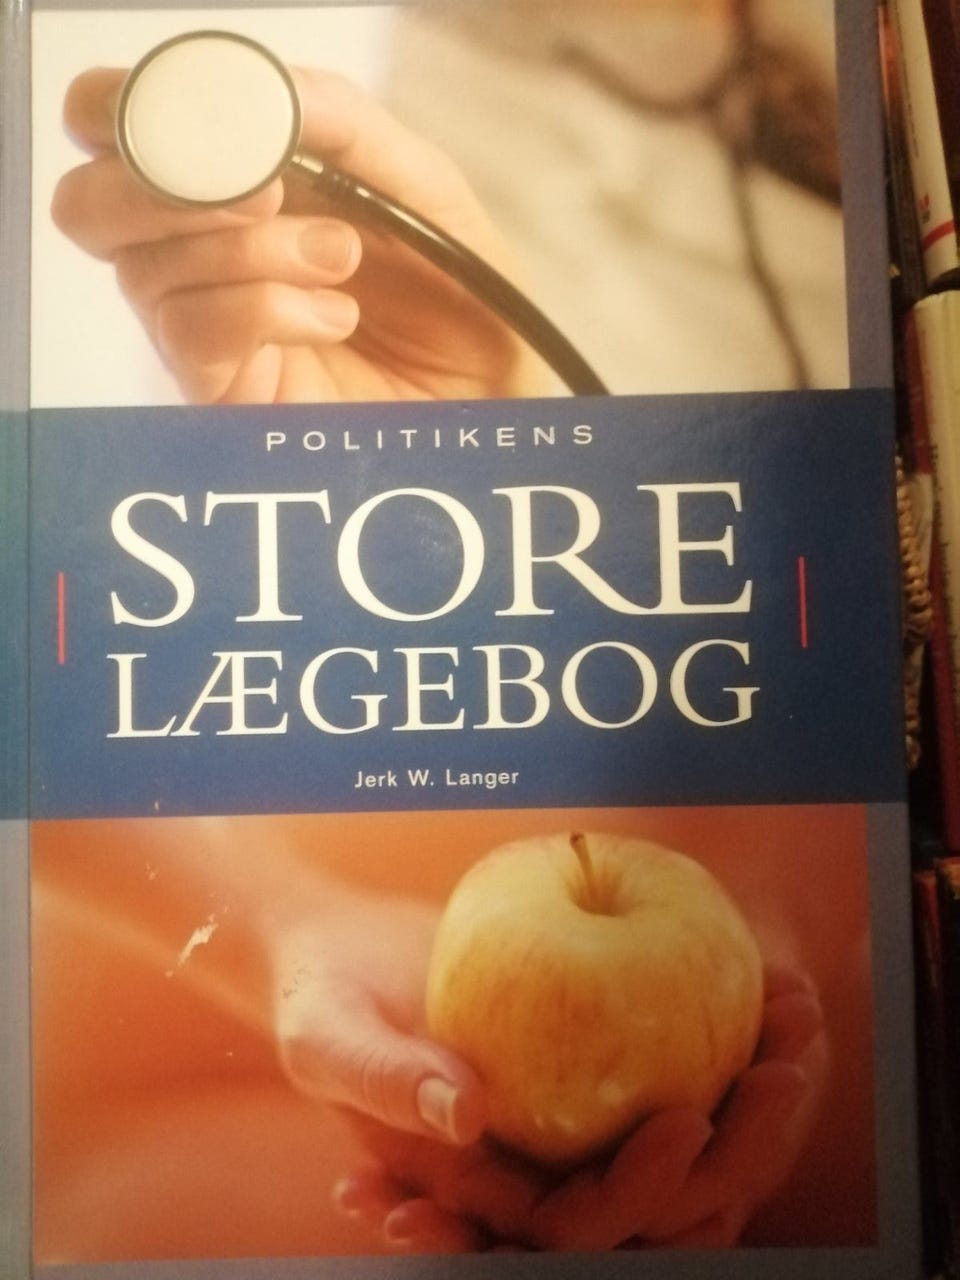 POLITIKENS
STORE
LÆGEBOG
Jerk W. Langer